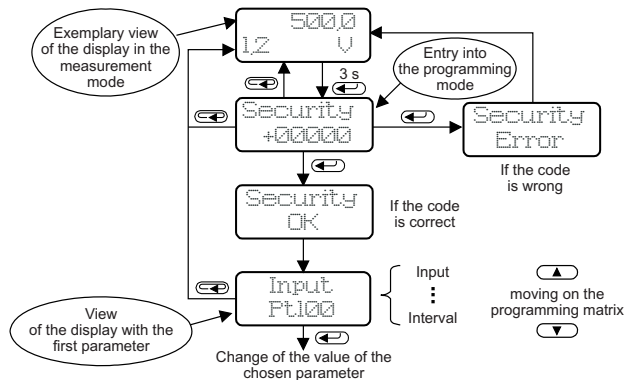 Exemplary view
of the display in the
measurement
mode
500,0
1,2 V
3 s
Entry into
the programming
mode
Security
+00000
Security
Error
If the code
is wrong
Security
OK
If the code
is correct
Input
Pt100
Input
Interval
moving on the
programming matrix
View
of the display with the
first parameter
Change of the value of the
chosen parameter